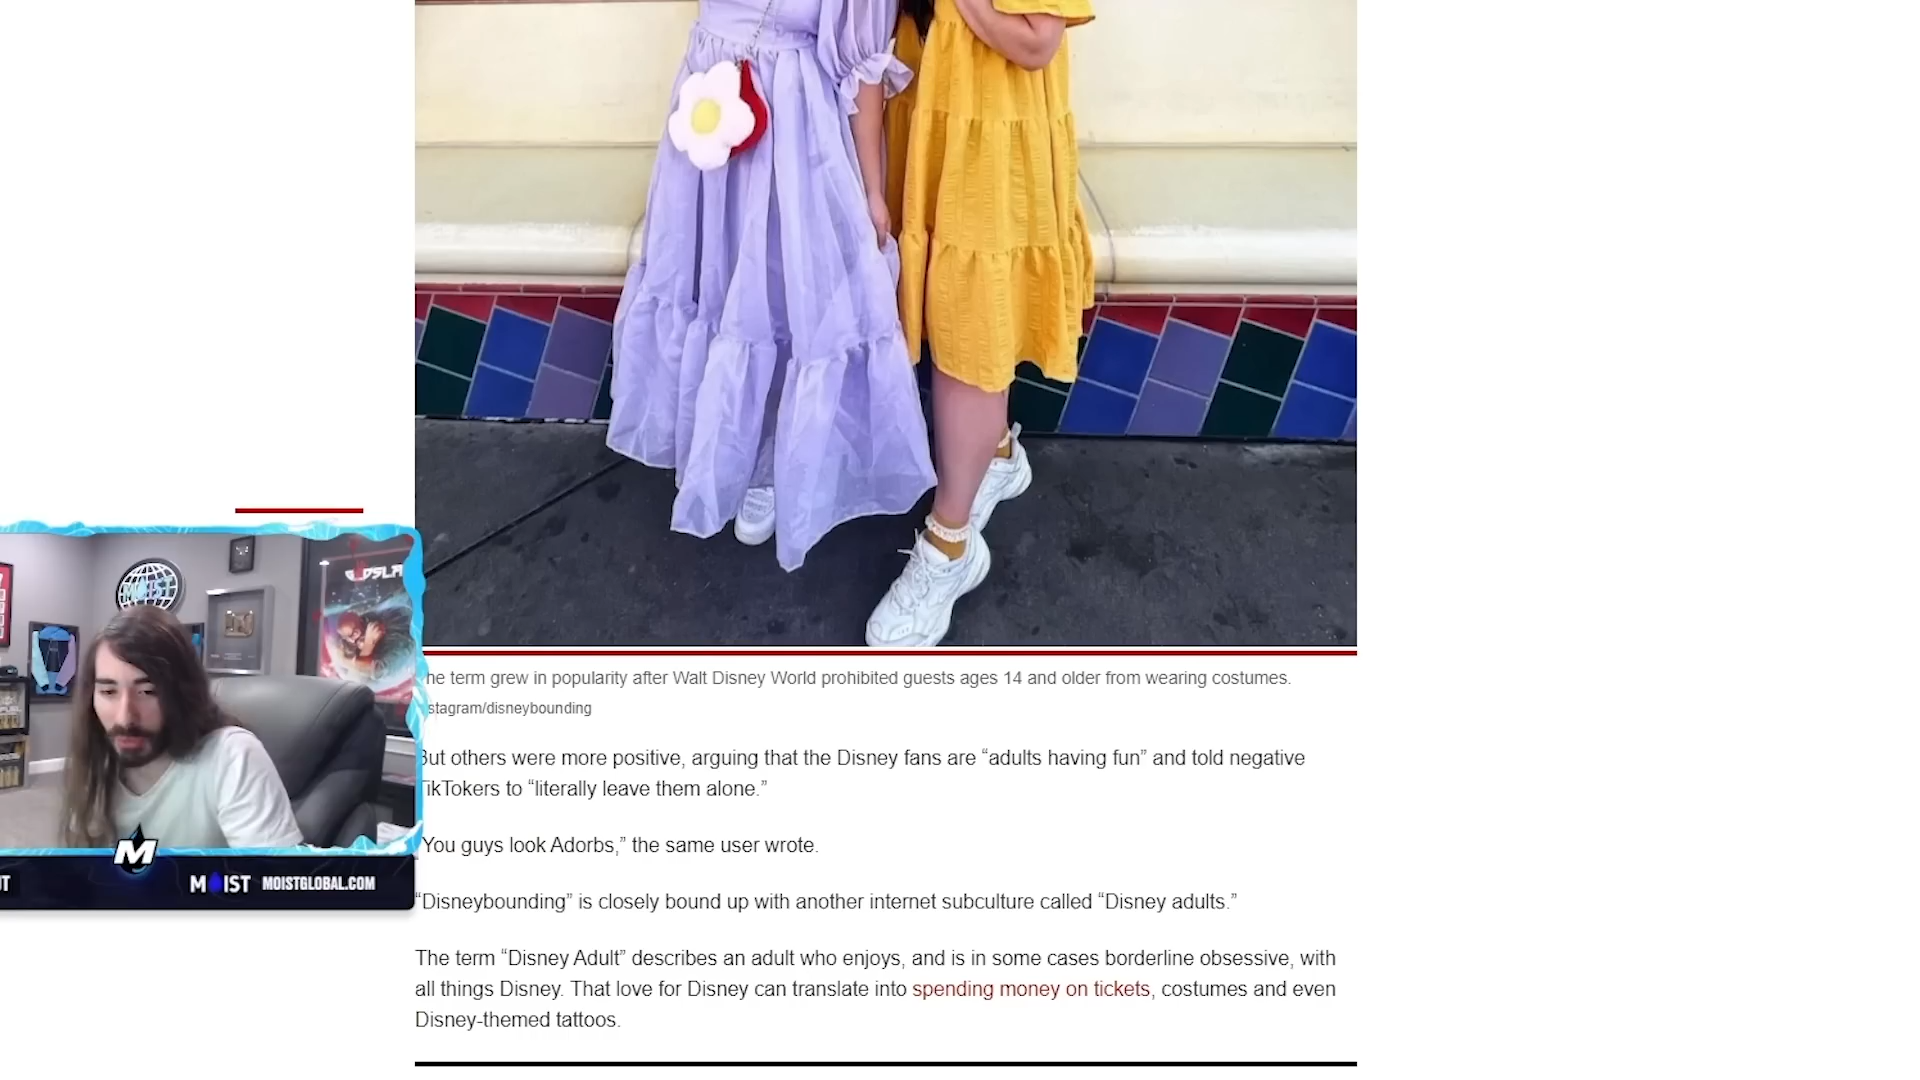 The term grew in popularity after Walt Disney World prohibited guests ages 14 and older from wearing costumes.
stagram/disneybounding
But others were more positive, arguing that the Disney fans are “adults having fun” and told negative
TikTokers to “literally leave them alone.”
“You guys look Adorbs,” the same user wrote.
“Disneybounding” is closely bound up with another internet subculture called “Disney adults.”
The term “Disney Adult” describes an adult who enjoys, and is in some cases borderline obsessive, with
all things Disney. That love for Disney can translate into spending money on tickets, costumes and even
Disney-themed tattoos.
MOIST
M
MOIST MOISTGLOBAL.COM